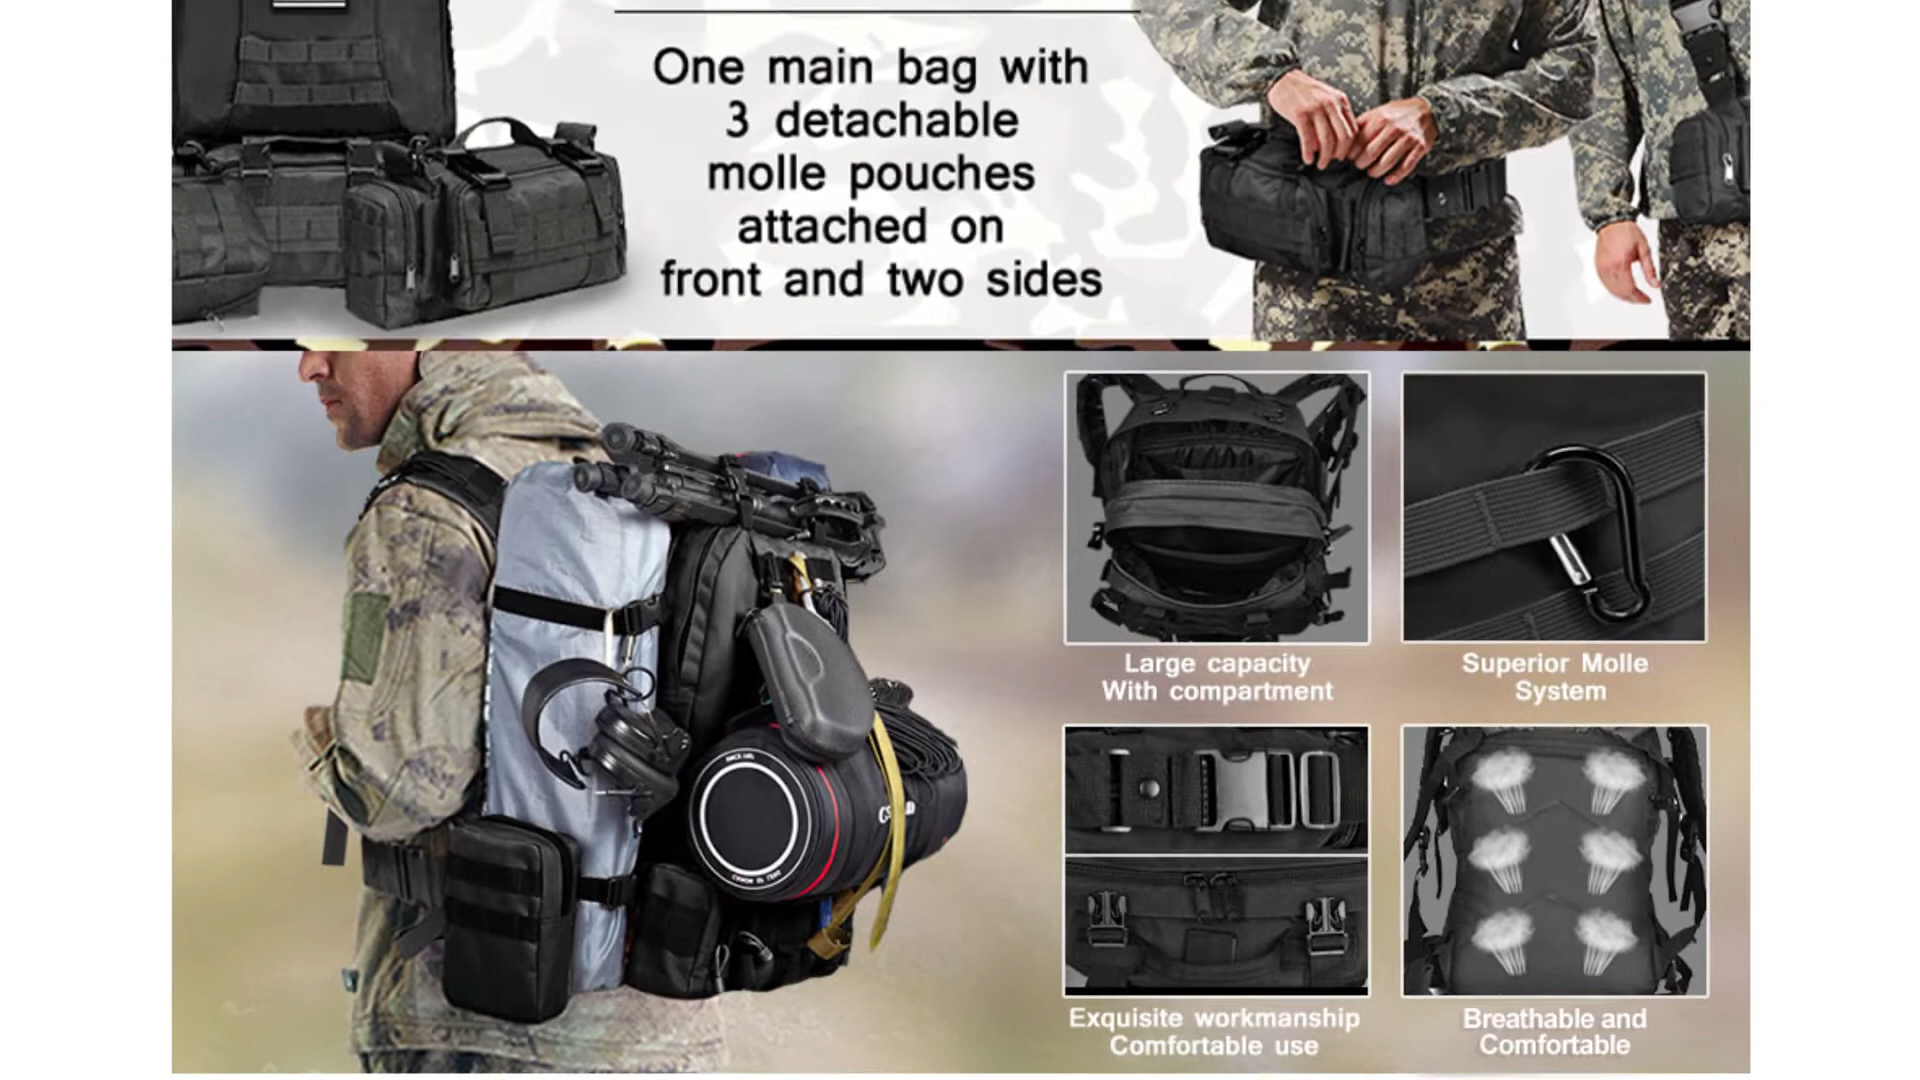 One main bag with
3 detachable
molle pouches
attached on
front and two sides
Large capacity
With compartment
Superior Molle
System
Exquisite workmanship
Comfortable use
Breathable and
Comfortable